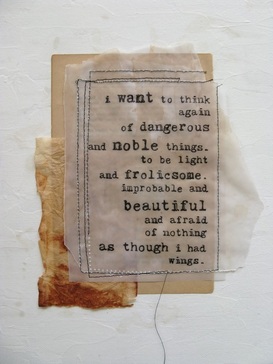 i want to think
again
of dangerous
and noble things.
to be light
and frolicsome.
improbable and
beautiful
and afraid
of nothing
as though i had
wings.